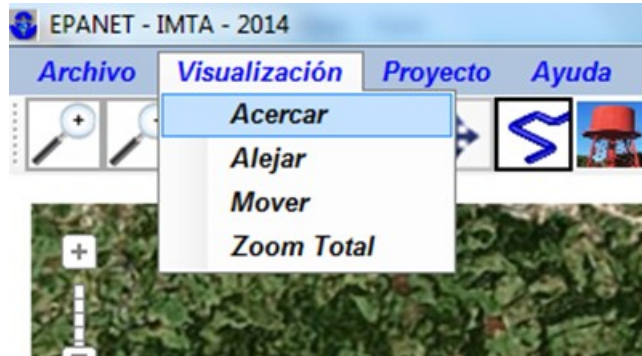 EPANET - IMTA - 2014
Archivo Visualización Proyecto Ayuda
Acercar
Alejar
Mover
Zoom Total